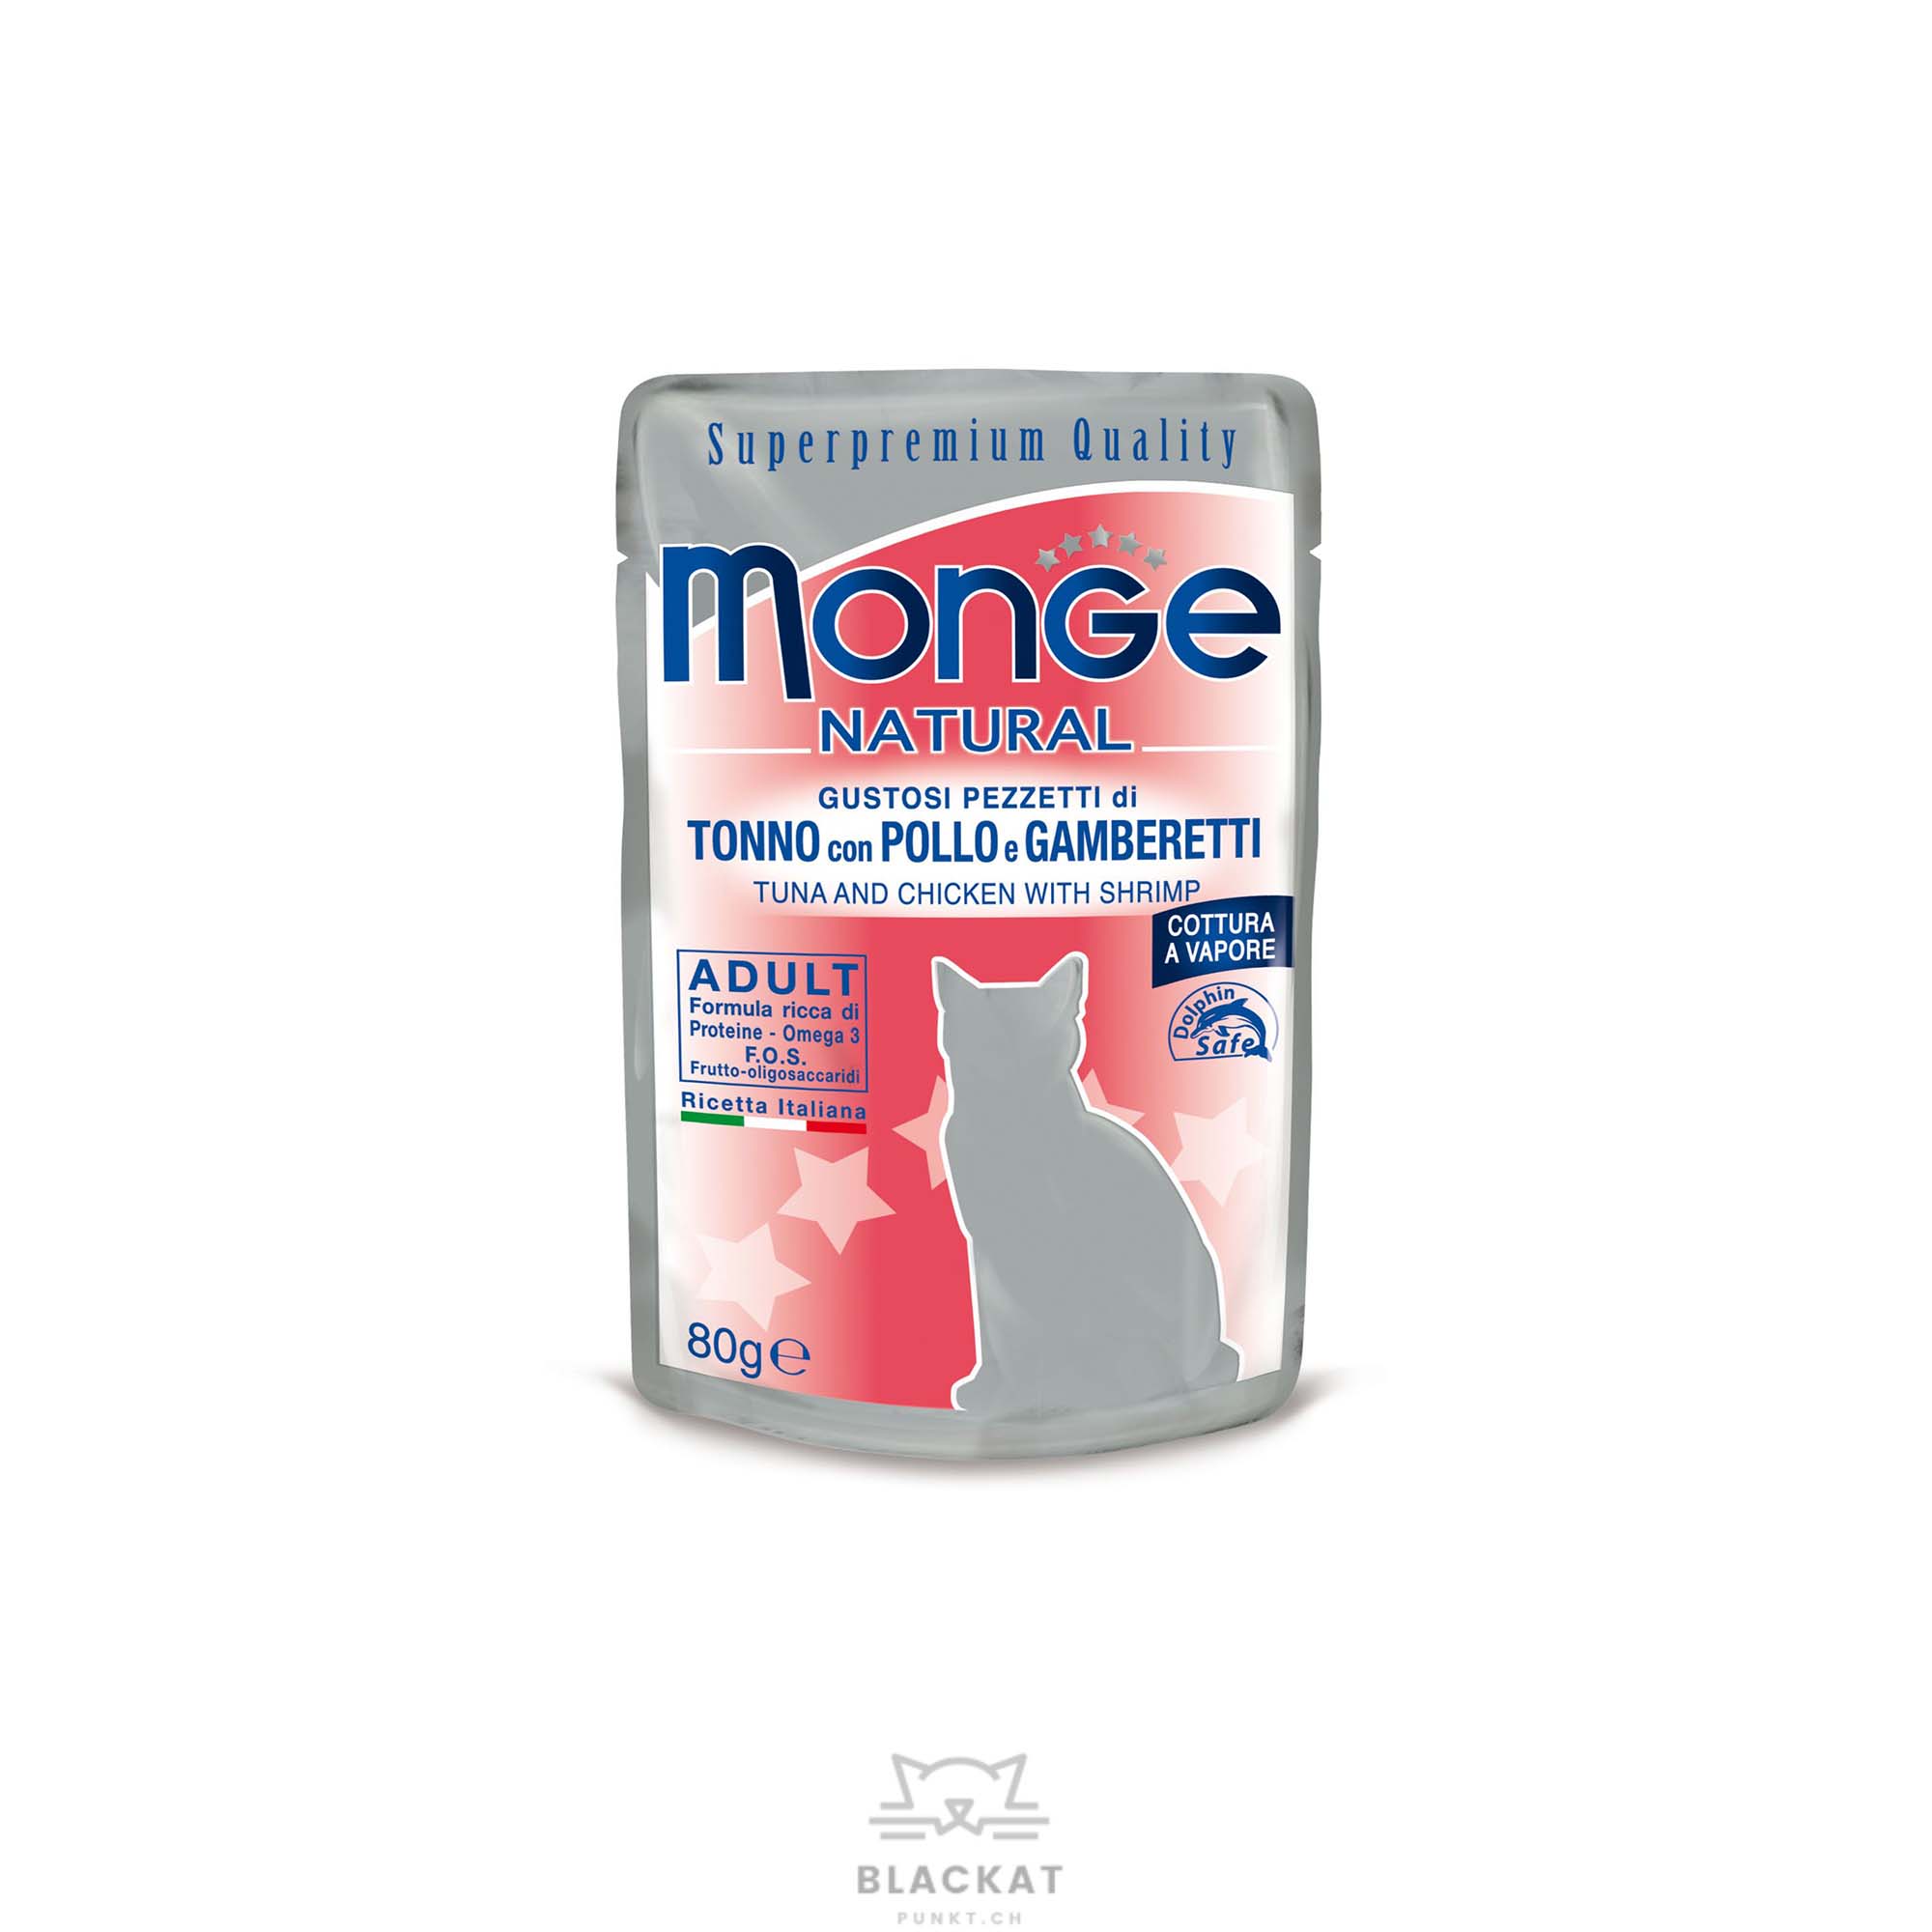 Superpremium Quality
monge
NATURAL
GUSTOSI PEZZETTI di
TONNO con POLLO e GAMBERETTI
TUNA AND CHICKEN WITH SHRIMP
COTTURA
A VAPORE
ADULT
Formula ricca di
Proteine - Omega 3
F.O.S.
Frutto-oligosaccaridi
Ricetta Italiana
Dolphin
Safe
80g ℮
BLACKAT
PUNKT.CH